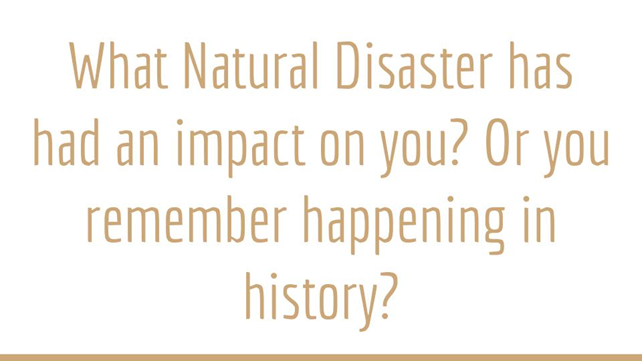 What Natural Disaster has
had an impact on you? Or you
remember happening in
history?